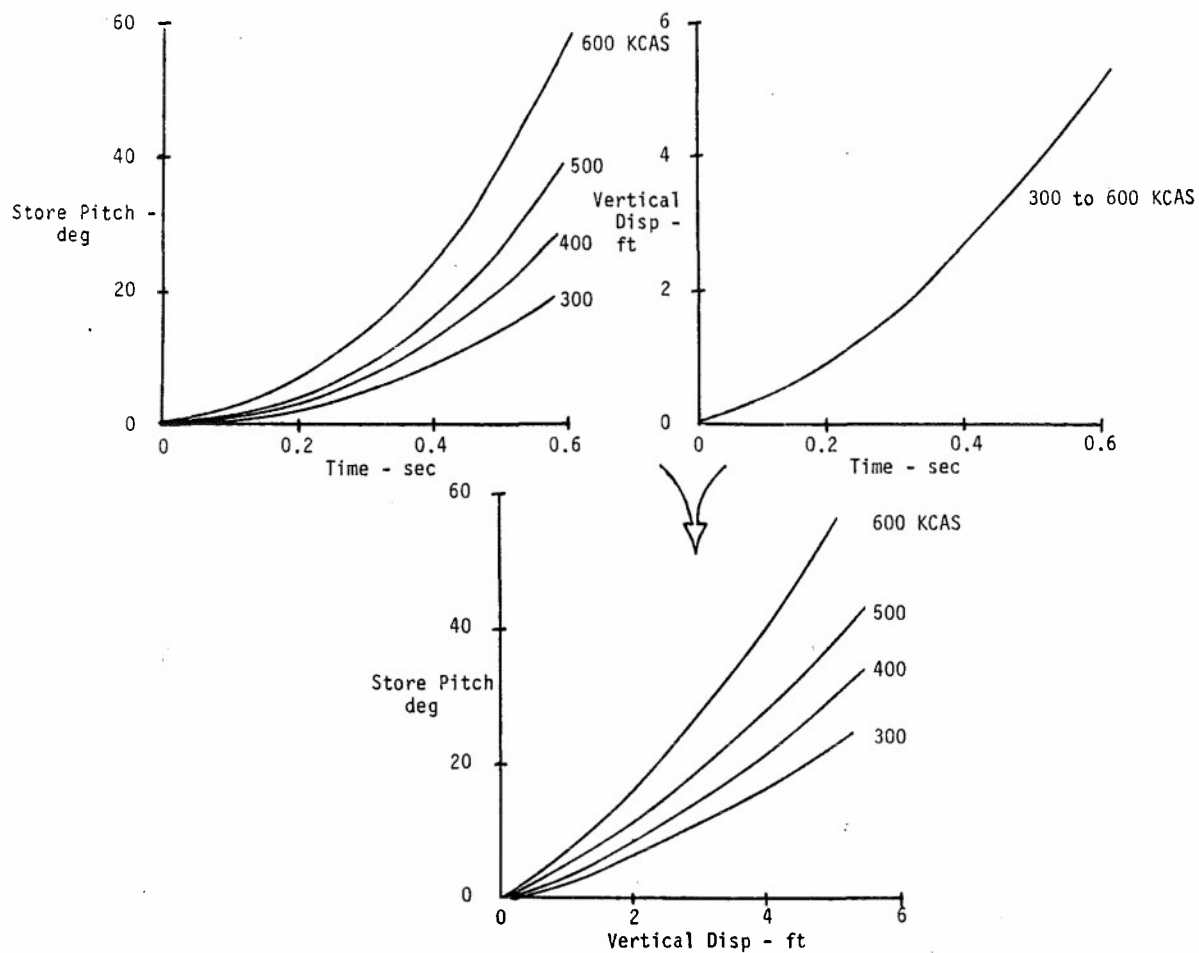 60
40
20
0
Store Pitch -
deg
600 KCAS
500
400
300
0
0.2
0.4
0.6
Time - sec
6
4
2
0
Vertical
Disp -
ft
300 to 600 KCAS
0
0.2
0.4
0.6
Time - sec
60
40
20
0
Store Pitch
deg
600 KCAS
500
400
300
0
2
4
6
Vertical Disp - ft